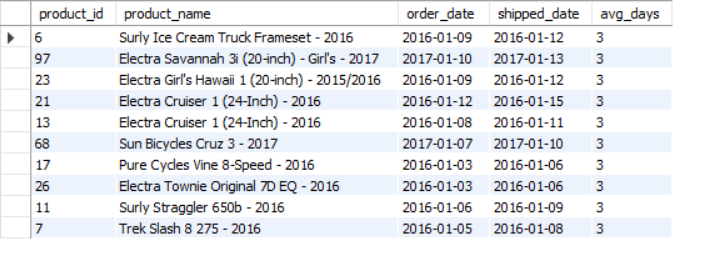 product_id product_name order_date shipped_date avg_days
6 Surly Ice Cream Truck Frameset - 2016 2016-01-09 2016-01-12 3
97 Electra Savannah 3i (20-inch) - Girl's - 2017 2017-01-10 2017-01-13 3
23 Electra Girl's Hawaii 1 (20-inch) - 2015/2016 2016-01-09 2016-01-12 3
21 Electra Cruiser 1 (24-Inch) - 2016 2016-01-12 2016-01-15 3
13 Electra Cruiser 1 (24-Inch) - 2016 2016-01-08 2016-01-11 3
68 Sun Bicycles Cruz 3 - 2017 2017-01-07 2017-01-10 3
17 Pure Cycles Vine 8-Speed - 2016 2016-01-03 2016-01-06 3
26 Electra Townie Original 7D EQ - 2016 2016-01-03 2016-01-06 3
11 Surly Straggler 650b - 2016 2016-01-06 2016-01-09 3
7 Trek Slash 8 275 - 2016 2016-01-05 2016-01-08 3